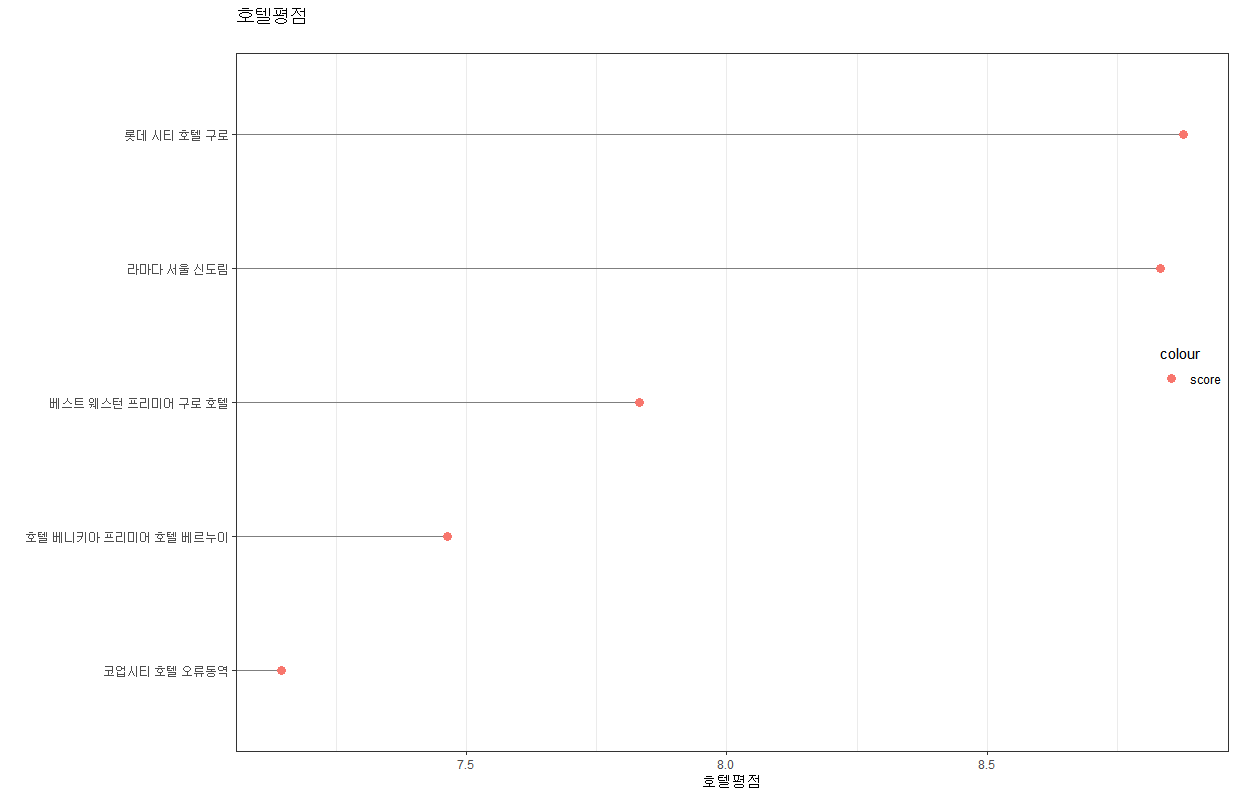 호텔평점
롯데 시티 호텔 구로
라마다 서울 신도림
colour
score
베스트 웨스턴 프리미어 구로 호텔
호텔 베니키아 프리미어 호텔 베르누이
코업시티 호텔 오류동역
7.5 8.0 8.5
호텔평점